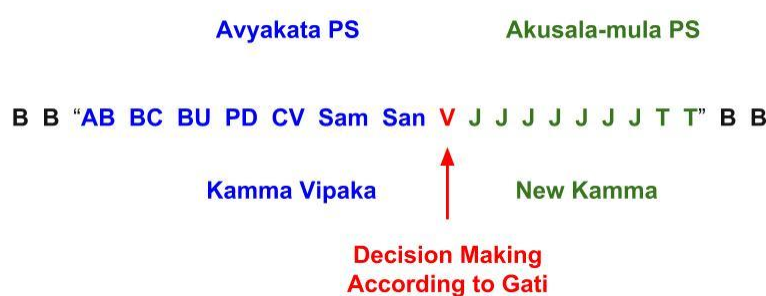 Avyakata PS Akusala-mula PS
B B “AB BC BU PD CV Sam San V J J J J J J J T T” B B
Kamma Vipaka New Kamma
Decision Making
According to Gati